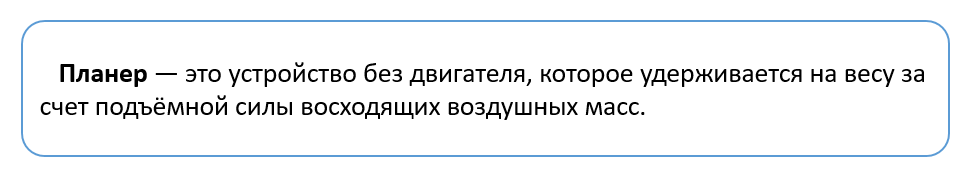 Планер — это устройство без двигателя, которое удерживается на весу за
счет подъёмной силы восходящих воздушных масс.